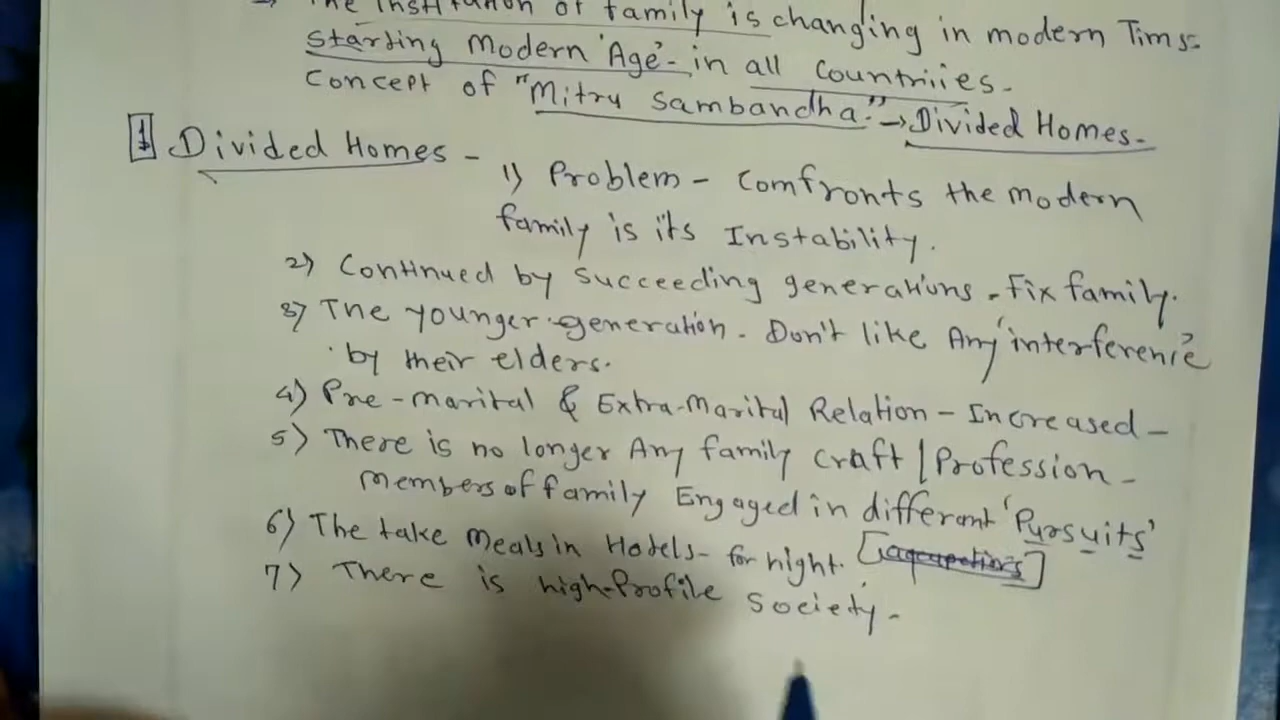 The Institution of family is changing in modern Tims-
starting Modern 'Age'- in all countriies.
Concept of "Mitru Sambandha." → Divided Homes-
1 Divided Homes -
1) Problem - Comfronts the modern
family is its Instability.
2) Continued by succeeding generations - Fix family.
3) The younger generation - Don't like Any interference
by their elders.
4) Pre-marital & Extra-Marital Relation - Increased -
5) There is no longer Any family craft / Profession -
Members of family Engaged in different 'Pursuits'
6) The take Meals in Hotels - for night.
7) There is high-Profile Society -